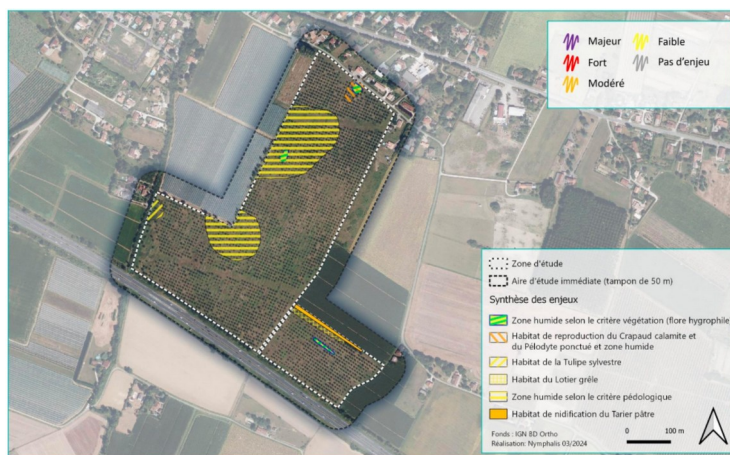 Majeur
Faible
Fort
Pas d'enjeu
Modéré
Zone d'étude
Aire d'étude immédiate (tampon de 50 m)
Synthèse des enjeux
Zone humide selon le critère végétation (flore hygrophile)
Habitat de reproduction du Crapaud calamite et
du Pélodyte ponctué et zone humide
Habitat de la Tulipe sylvestre
Habitat du Lotier grêle
Zone humide selon le critère pédologique
Habitat de nidification du Tarier pâtre
Fonds : IGN BD Ortho
Réalisation: Nymphalis 03/2024
0 100 m